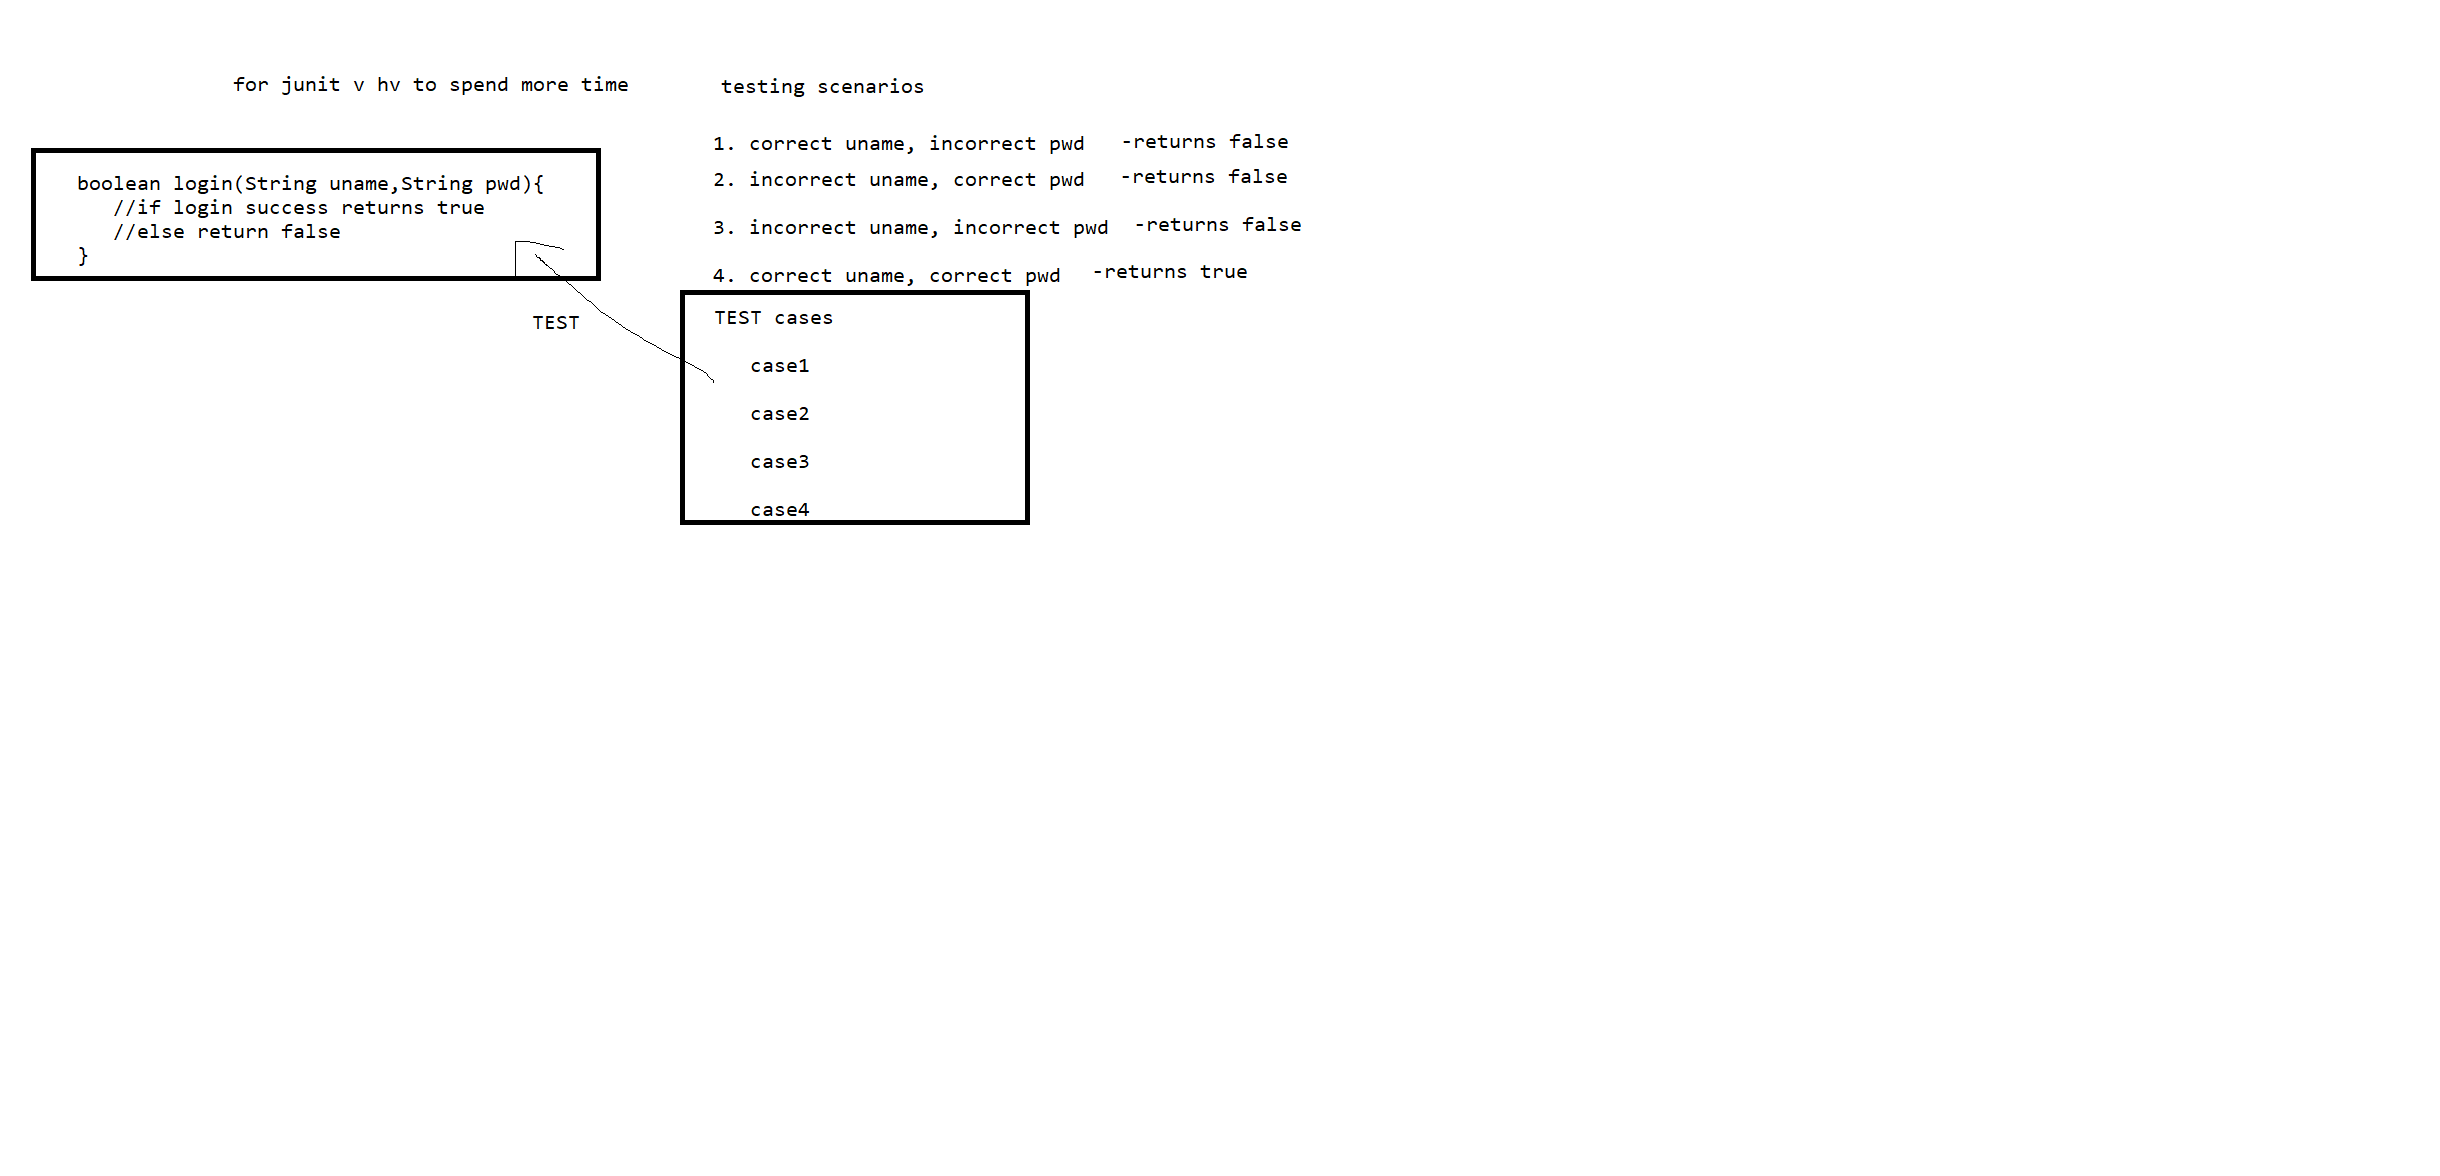 for junit v hv to spend more time
boolean login(String uname,String pwd){
//if login success returns true
//else return false
}
TEST
testing scenarios
1. correct uname, incorrect pwd -returns false
2. incorrect uname, correct pwd -returns false
3. incorrect uname, incorrect pwd -returns false
4. correct uname, correct pwd -returns true
TEST cases
case1
case2
case3
case4